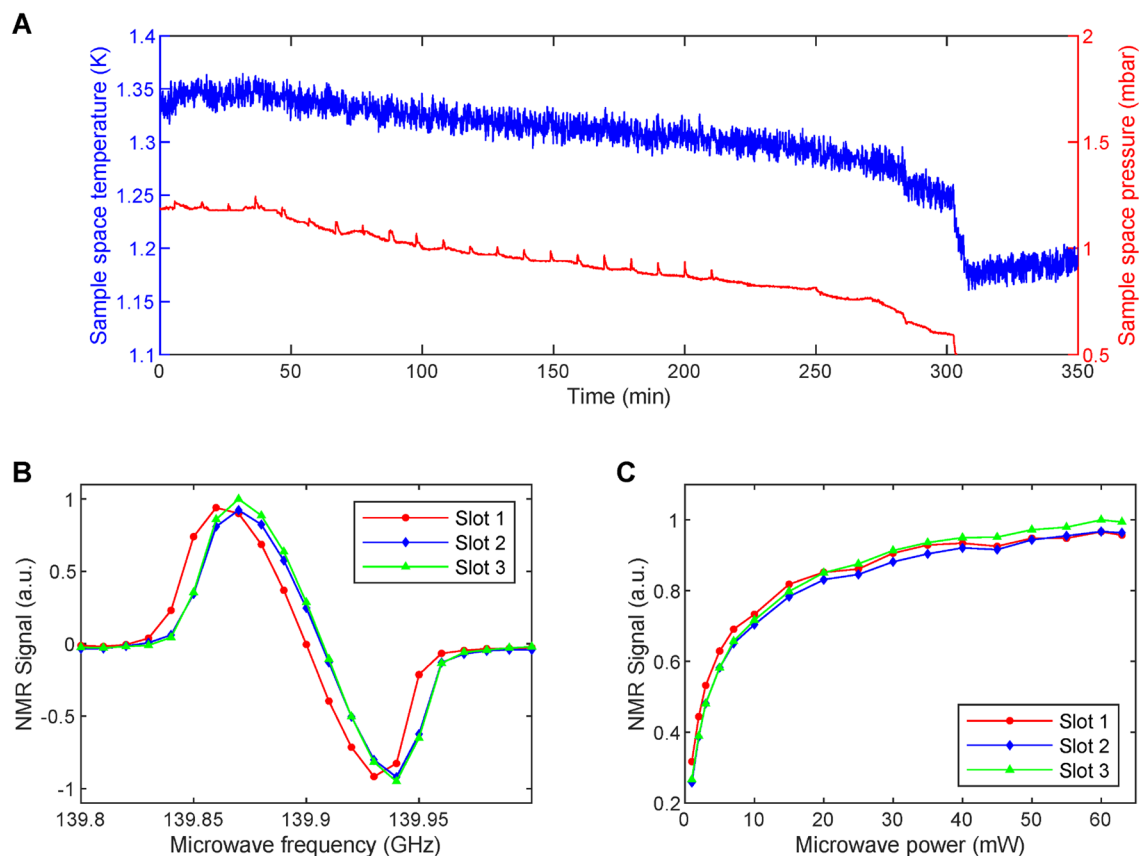 A
Sample space temperature (K)
1.4
1.35
1.3
1.25
1.2
1.15
1.1
2
1.5
1
0.5
Sample space pressure (mbar)
0 50 100 150 200 250 300 350
Time (min)
B
NMR Signal (a.u.)
1
0.5
0
-0.5
-1
139.8 139.85 139.9 139.95
Microwave frequency (GHz)
Slot 1
Slot 2
Slot 3
C
NMR Signal (a.u.)
1
0.8
0.6
0.4
0.2
0 10 20 30 40 50 60
Microwave power (mW)
Slot 1
Slot 2
Slot 3